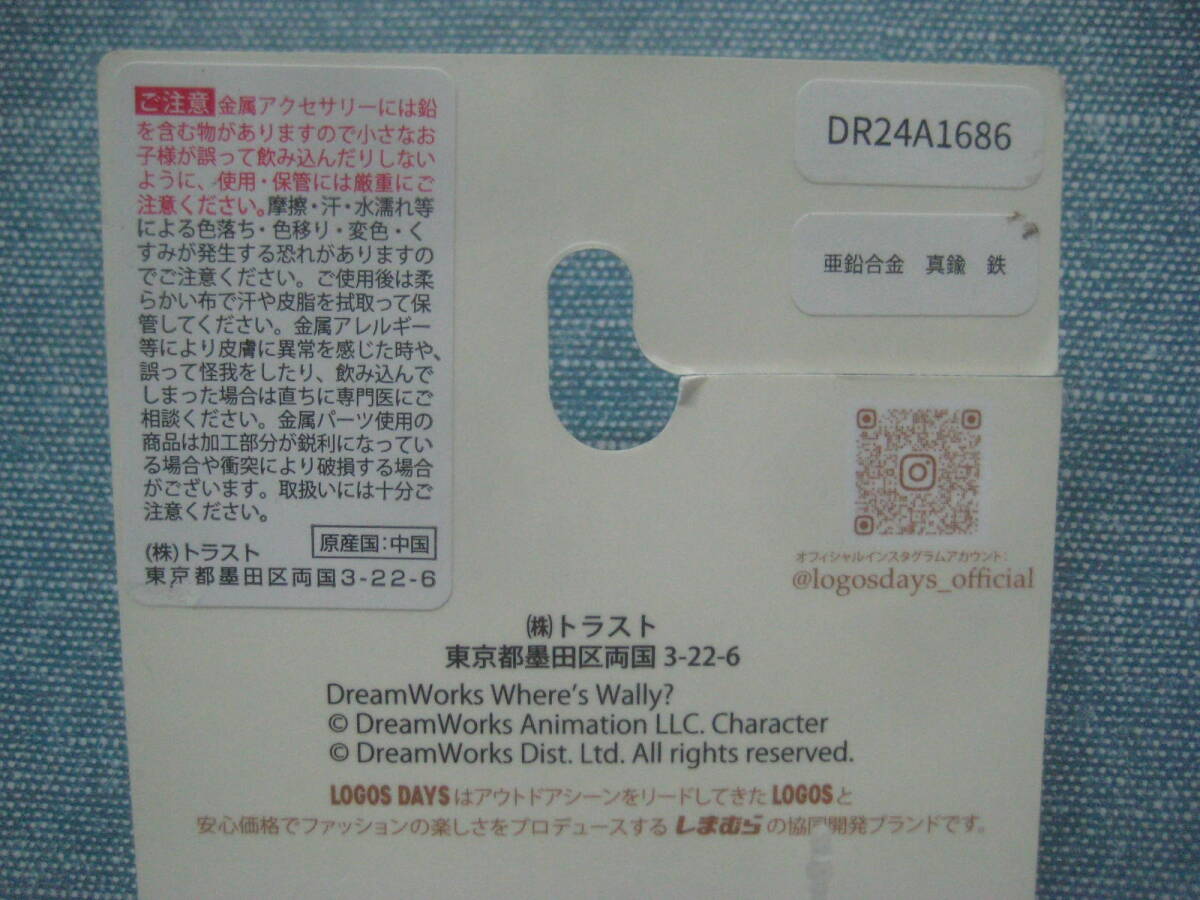 ご注意 金属アクセサリーには鉛
を含む物がありますので小さなお
子様が誤って飲み込んだりしない
ように、使用・保管には厳重にご
注意ください。摩擦・汗・水濡れ等
による色落ち・色移り・変色・く
すみが発生する恐れがありますの
でご注意ください。ご使用後は柔
らかい布で汗や皮脂を拭取って保
管してください。金属アレルギー
等により皮膚に異常を感じた時や、
誤って怪我をしたり、飲み込んで
しまった場合は直ちに専門医にご
相談ください。金属パーツ使用の
商品は加工部分が鋭利になってい
る場合や衝突により破損する場合
がございます。取扱いには十分ご
注意ください。
(株)トラスト 原産国:中国
東京都墨田区両国3-22-6
DR24A1686
亜鉛合金 真鍮 鉄
オフィシャルインスタグラムアカウント:
@logosdays_official
㈱トラスト
東京都墨田区両国 3-22-6
DreamWorks Where's Wally?
© DreamWorks Animation LLC. Character
© DreamWorks Dist. Ltd. All rights reserved.
LOGOS DAYS はアウトドアシーンをリードしてきた LOGOS と
安心価格でファッションの楽しさをプロデュースする しまむら の協同開発ブランドです。